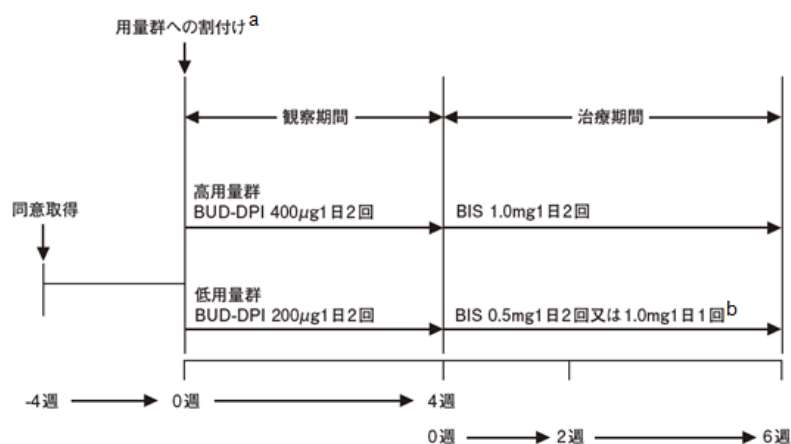 用量群への割付けa
観察期間
治療期間
高用量群
BUD-DPI 400μg1日2回
BIS 1.0mg1日2回
同意取得
低用量群
BUD-DPI 200μg1日2回
BIS 0.5mg1日2回又は1.0mg1日1回b
-4週
0週
4週
0週
2週
6週